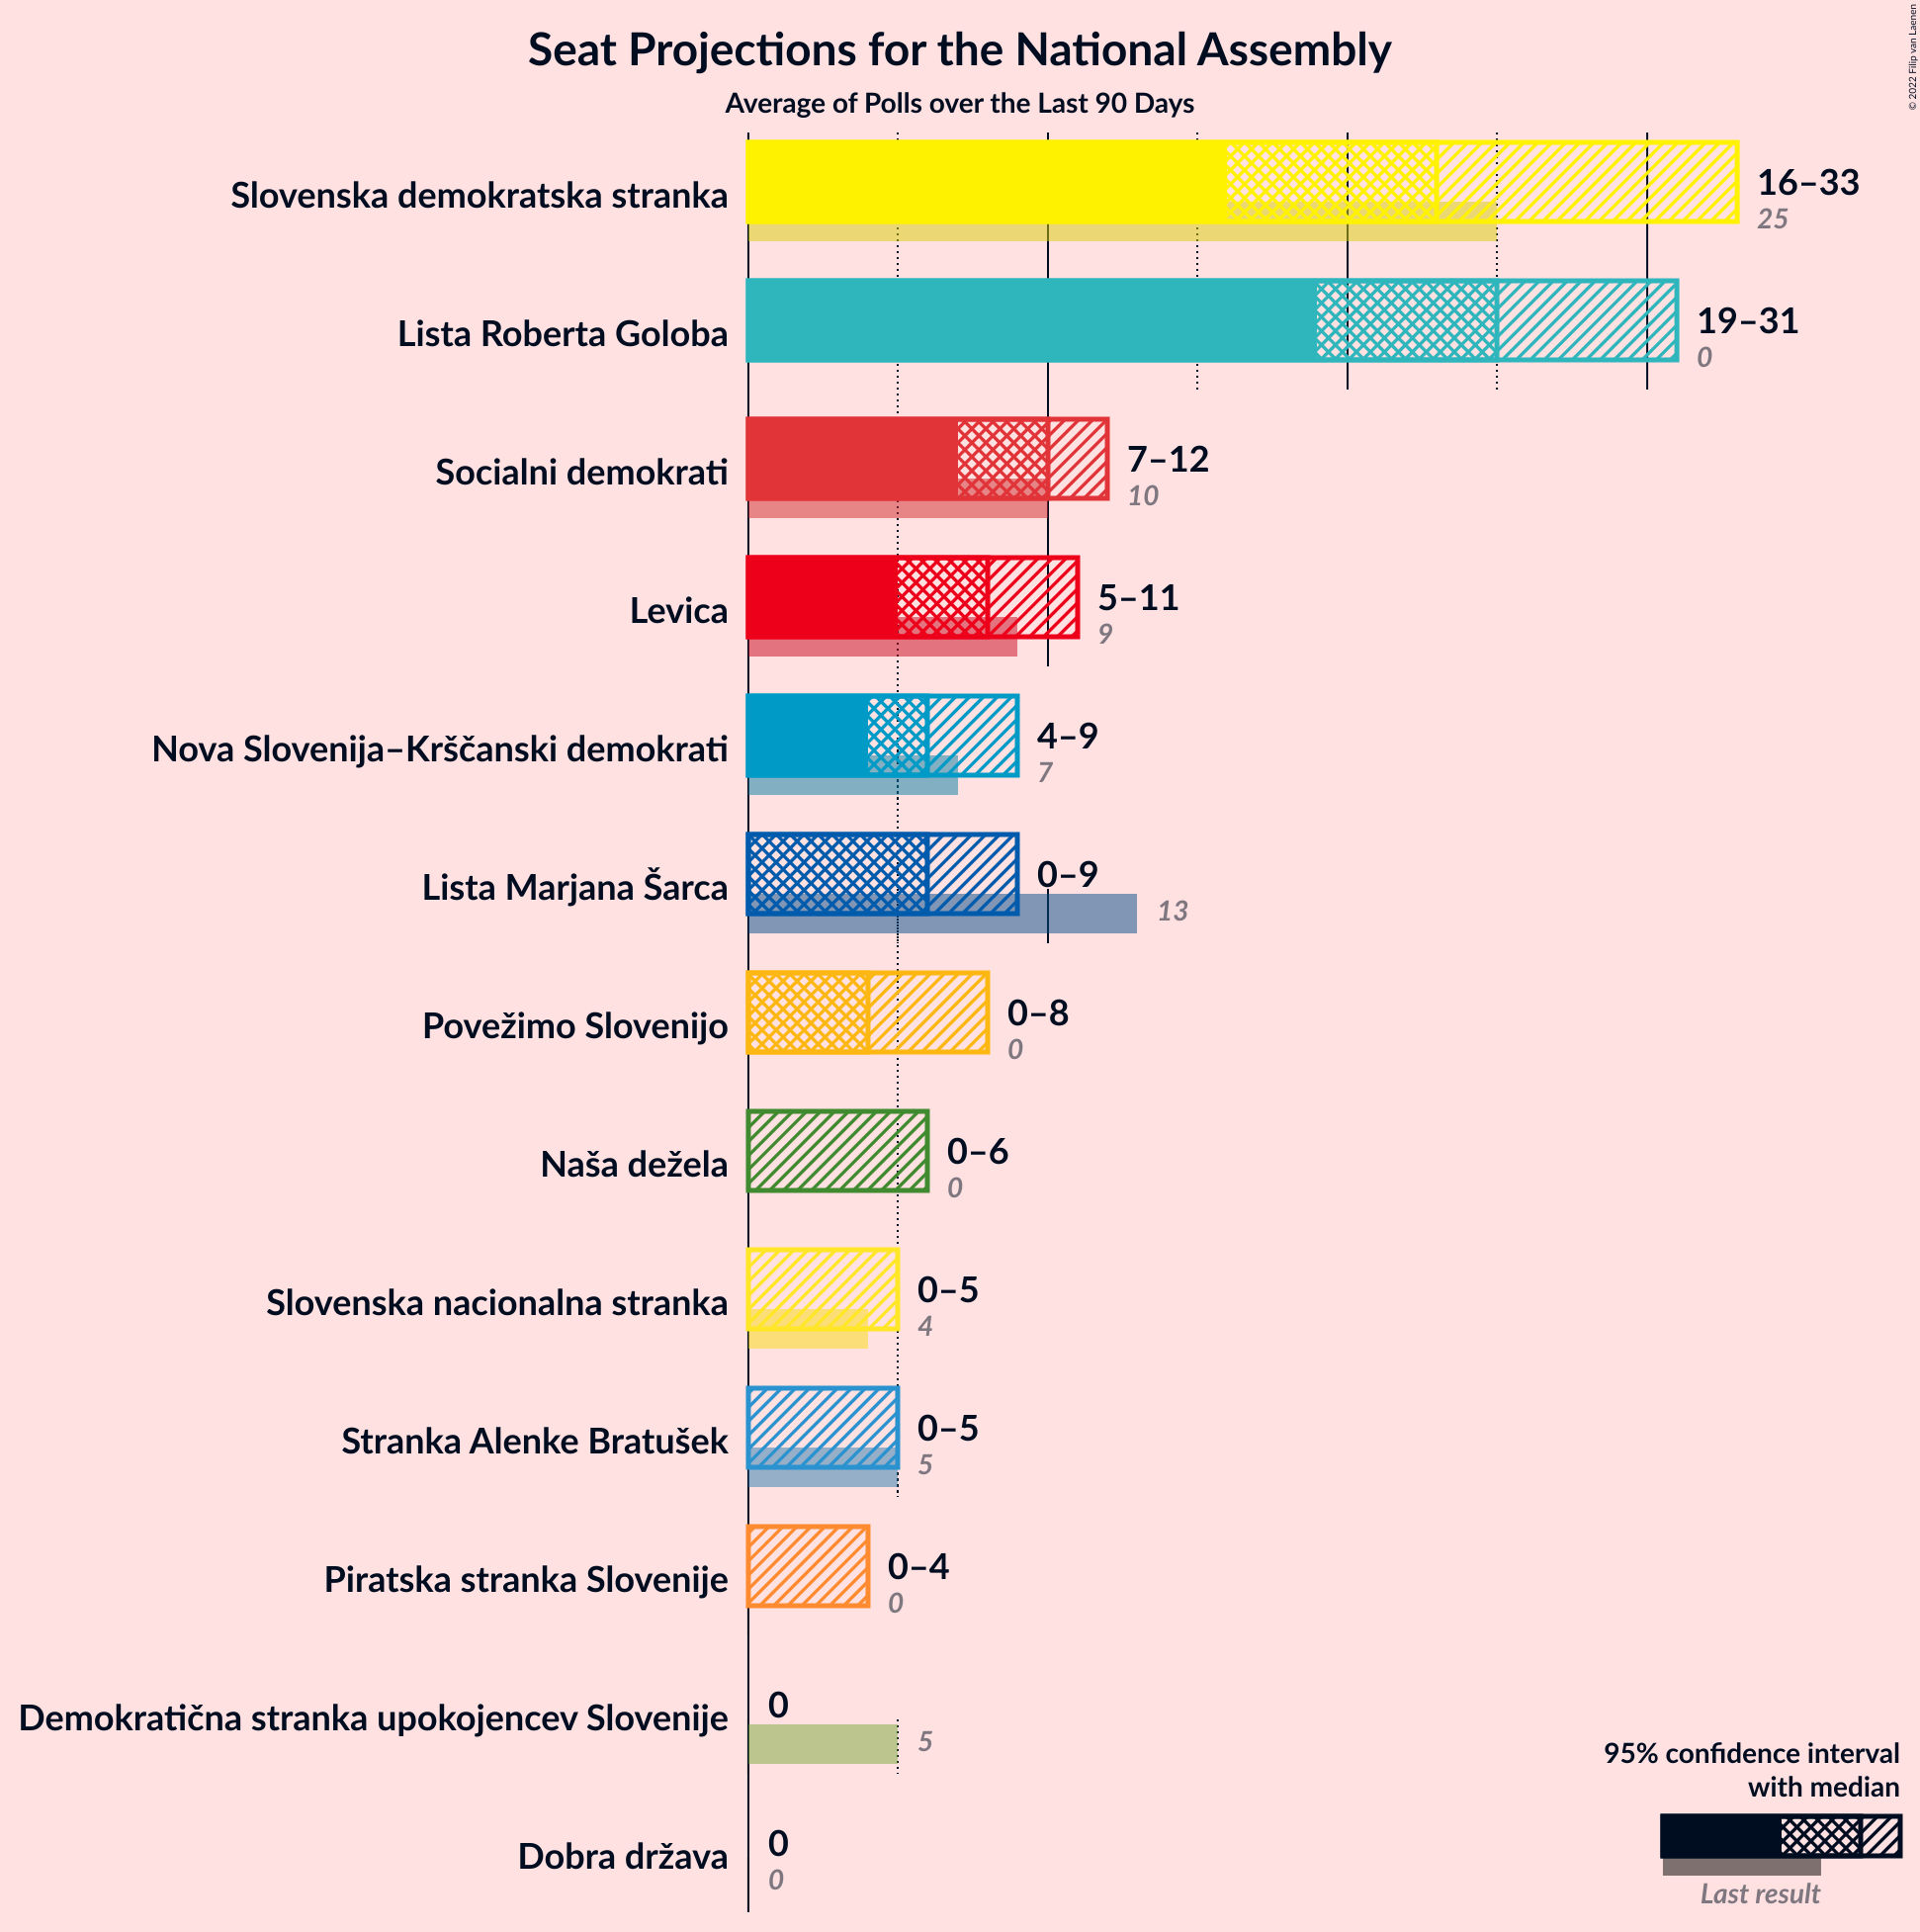 Seat Projections for the National Assembly
Average of Polls over the Last 90 Days
© 2022 Filip van Laenen
Slovenska demokratska stranka
16–33
25
Lista Roberta Goloba
19–31
0
Socialni demokrati
7–12
10
Levica
5–11
9
Nova Slovenija–Krščanski demokrati
4–9
7
Lista Marjana Šarca
0–9
13
Povežimo Slovenijo
0–8
0
Naša dežela
0–6
0
Slovenska nacionalna stranka
0–5
4
Stranka Alenke Bratušek
0–5
5
Piratska stranka Slovenije
0–4
0
Demokratična stranka upokojencev Slovenije
0
5
Dobra država
0
0
95% confidence interval
with median
Last result